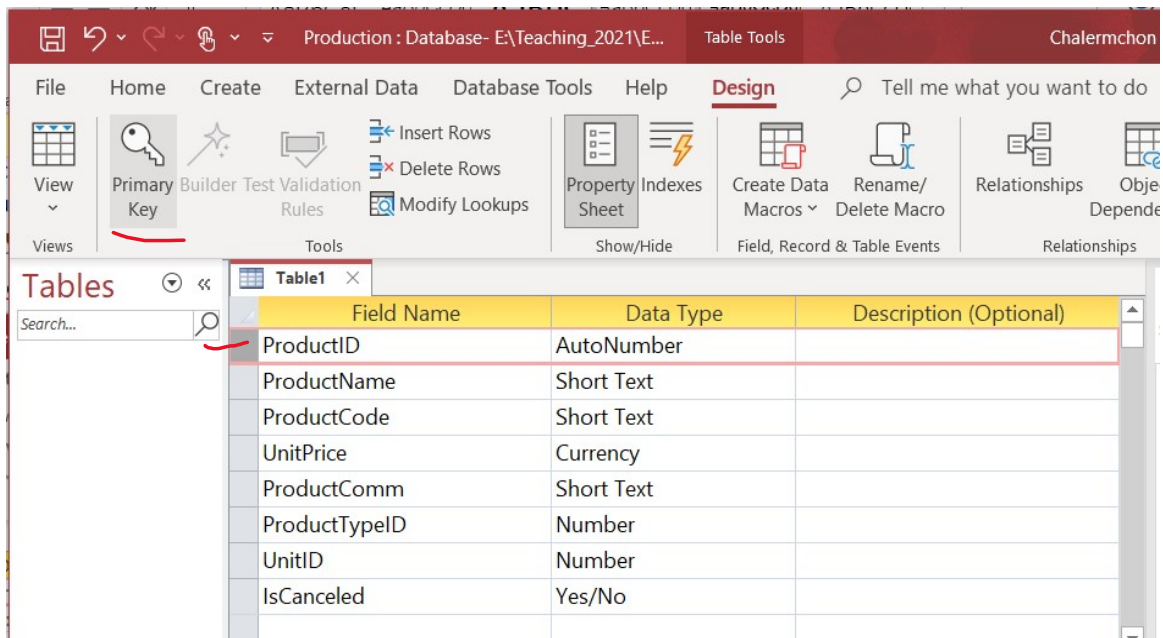 Production : Database- E:\Teaching_2021\E... Table Tools Chalermchon
File Home Create External Data Database Tools Help Design Tell me what you want to do
View
Primary Key
Builder
Test Validation Rules
Insert Rows
Delete Rows
Modify Lookups
Property Sheet
Indexes
Create Data Macros
Rename/ Delete Macro
Relationships
Views Tools Show/Hide Field, Record & Table Events Relationships
Tables
Search...
Table1
Field Name Data Type Description (Optional)
ProductID AutoNumber
ProductName Short Text
ProductCode Short Text
UnitPrice Currency
ProductComm Short Text
ProductTypeID Number
UnitID Number
IsCanceled Yes/No